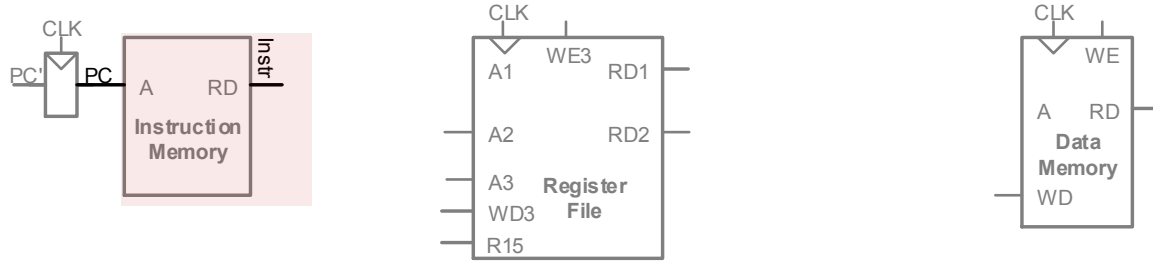 CLK
PC'
PC
A
RD
Instruction
Memory
Instr
CLK
WE3
A1
RD1
A2
RD2
A3
WD3
R15
Register
File
CLK
WE
A
RD
Data
Memory
WD